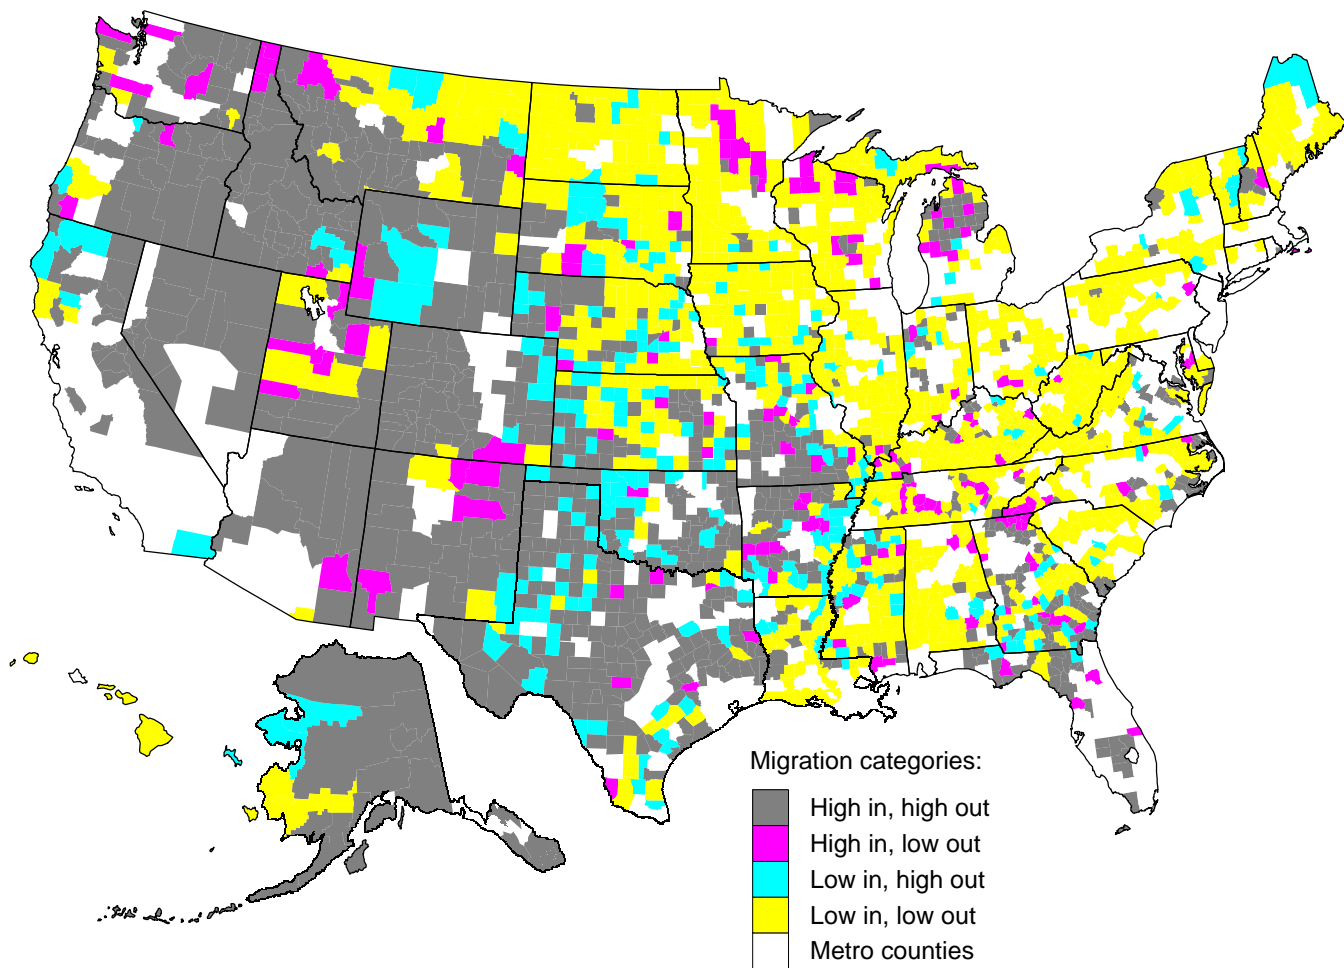 Migration categories:
High in, high out
High in, low out
Low in, high out
Low in, low out
Metro counties